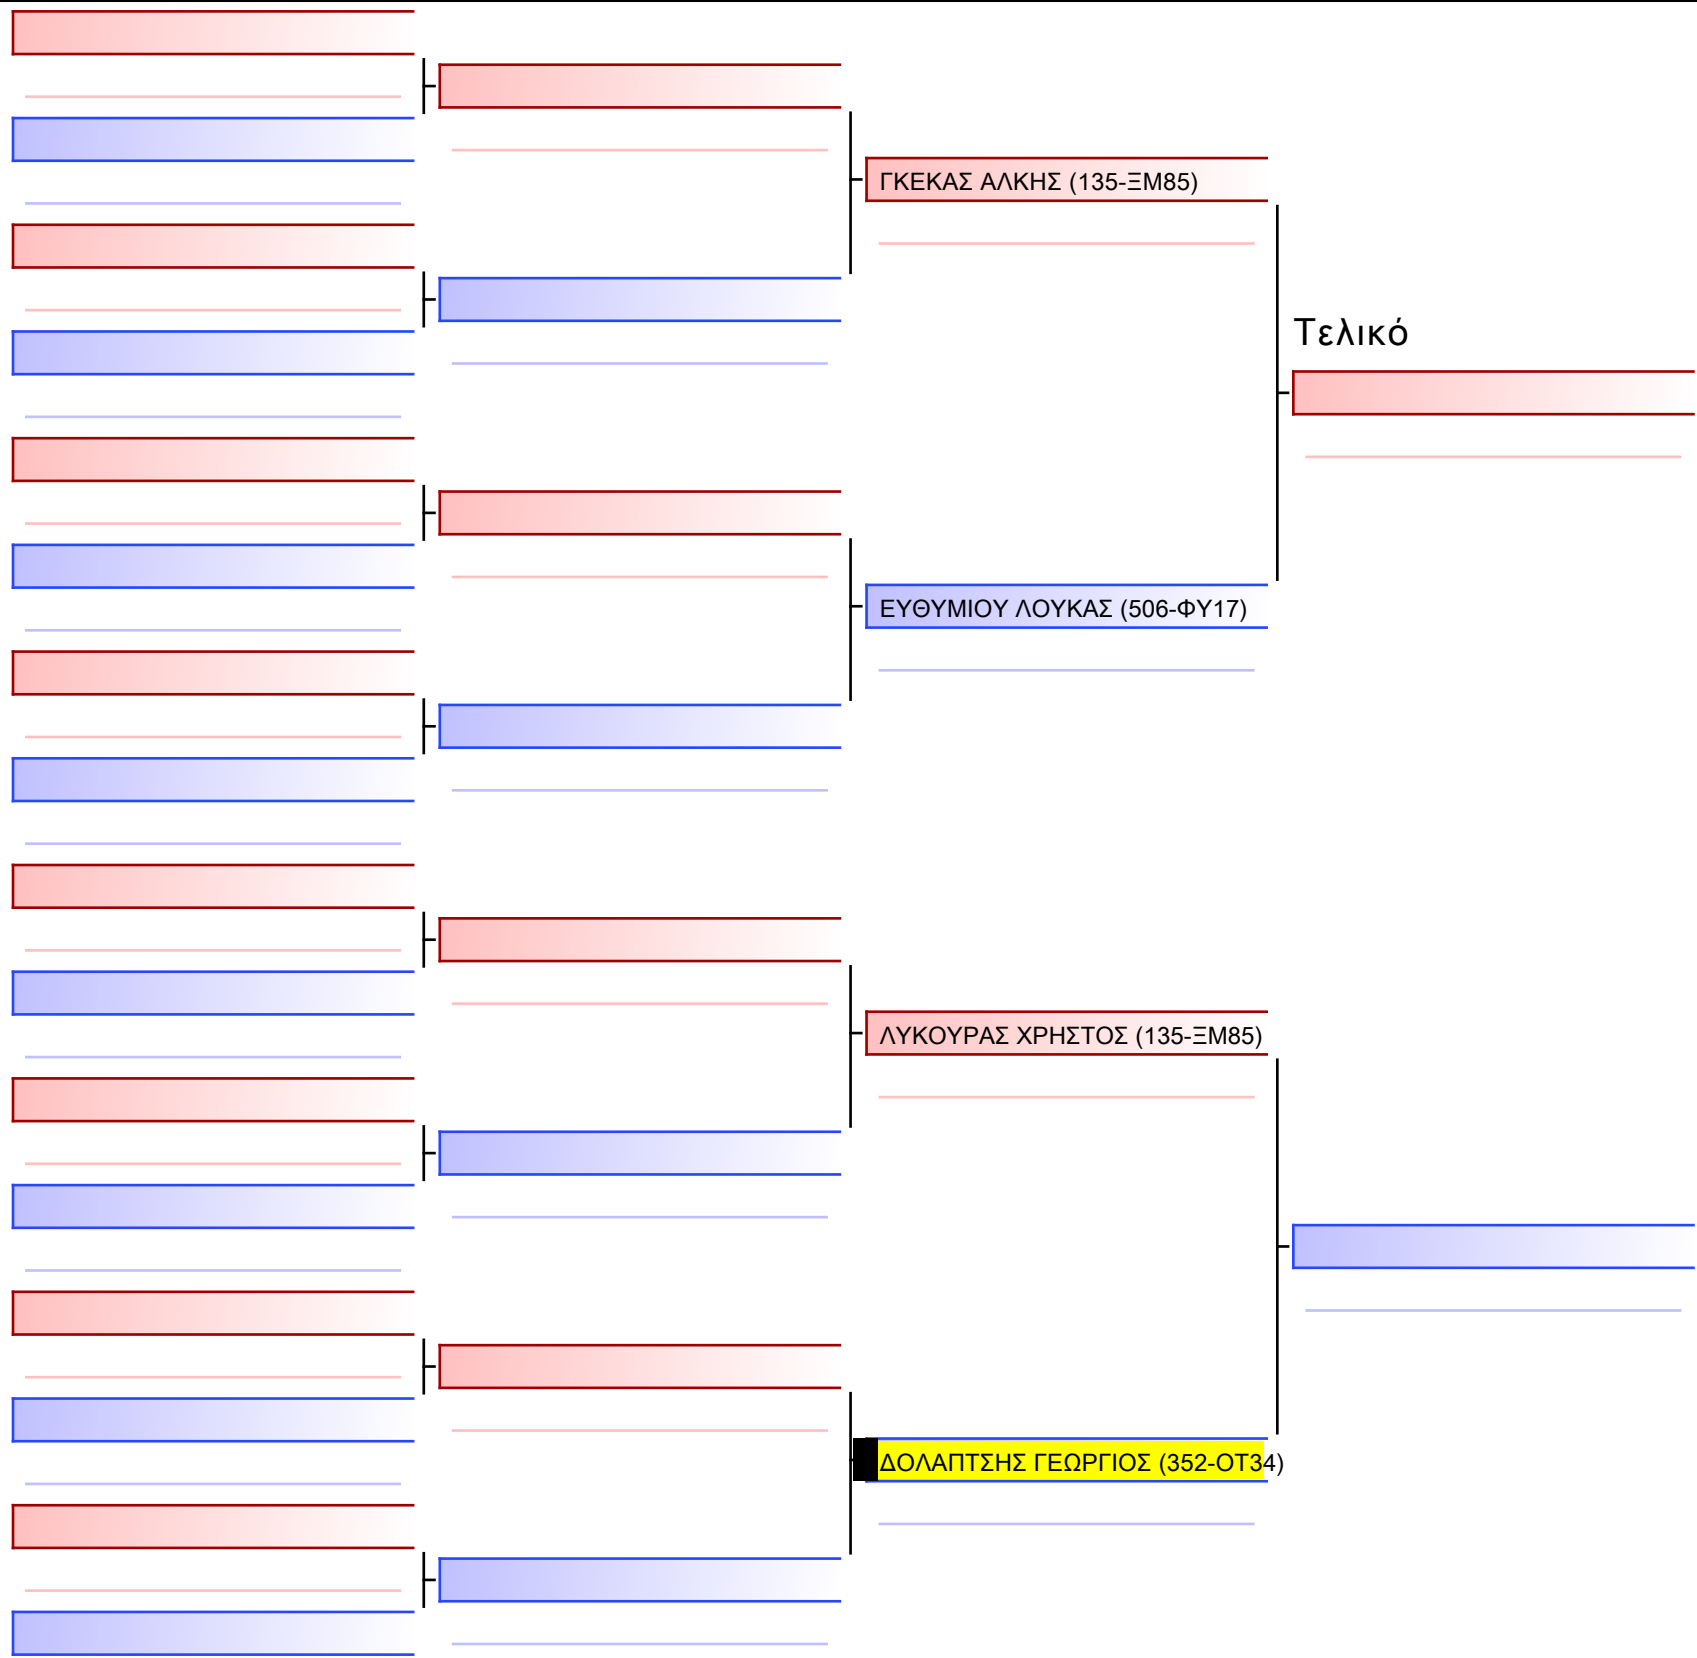 ΓΚΕΚΑΣ ΑΛΚΗΣ (135-ΞΜ85)
Τελικό
ΕΥΘΥΜΙΟΥ ΛΟΥΚΑΣ (506-ΦΥ17)
ΛΥΚΟΥΡΑΣ ΧΡΗΣΤΟΣ (135-ΞΜ85)
ΔΟΛΑΠΤΣΗΣ ΓΕΩΡΓΙΟΣ (352-ΟΤ34)